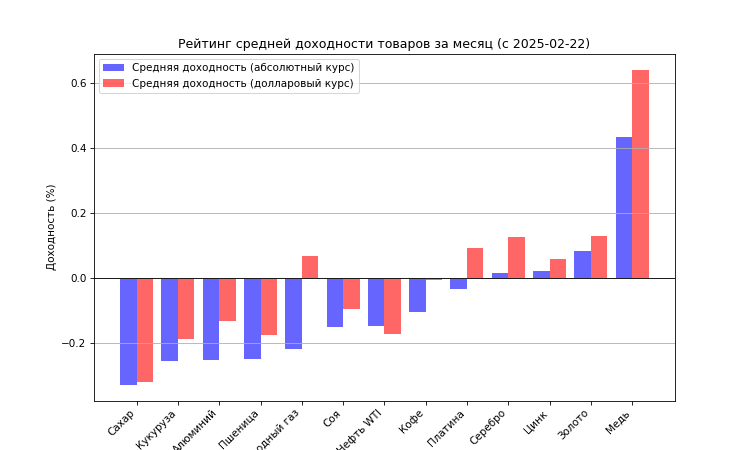 Рейтинг средней доходности товаров за месяц (с 2025-02-22)
Средняя доходность (абсолютный курс)
Средняя доходность (долларовый курс)
Доходность (%)
0.6
0.4
0.2
0.0
−0.2
Сахар
Кукуруза
Алюминий
Пшеница
одный газ
Соя
Нефть WTI
Кофе
Платина
Серебро
Цинк
Золото
Медь